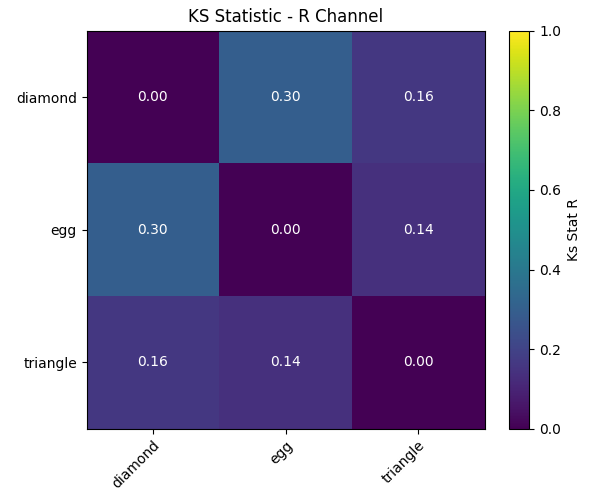 KS Statistic - R Channel
diamond 0.00 0.30 0.16
egg 0.30 0.00 0.14
triangle 0.16 0.14 0.00
diamond egg triangle
1.0
0.8
0.6
0.4
0.2
0.0
Ks Stat R